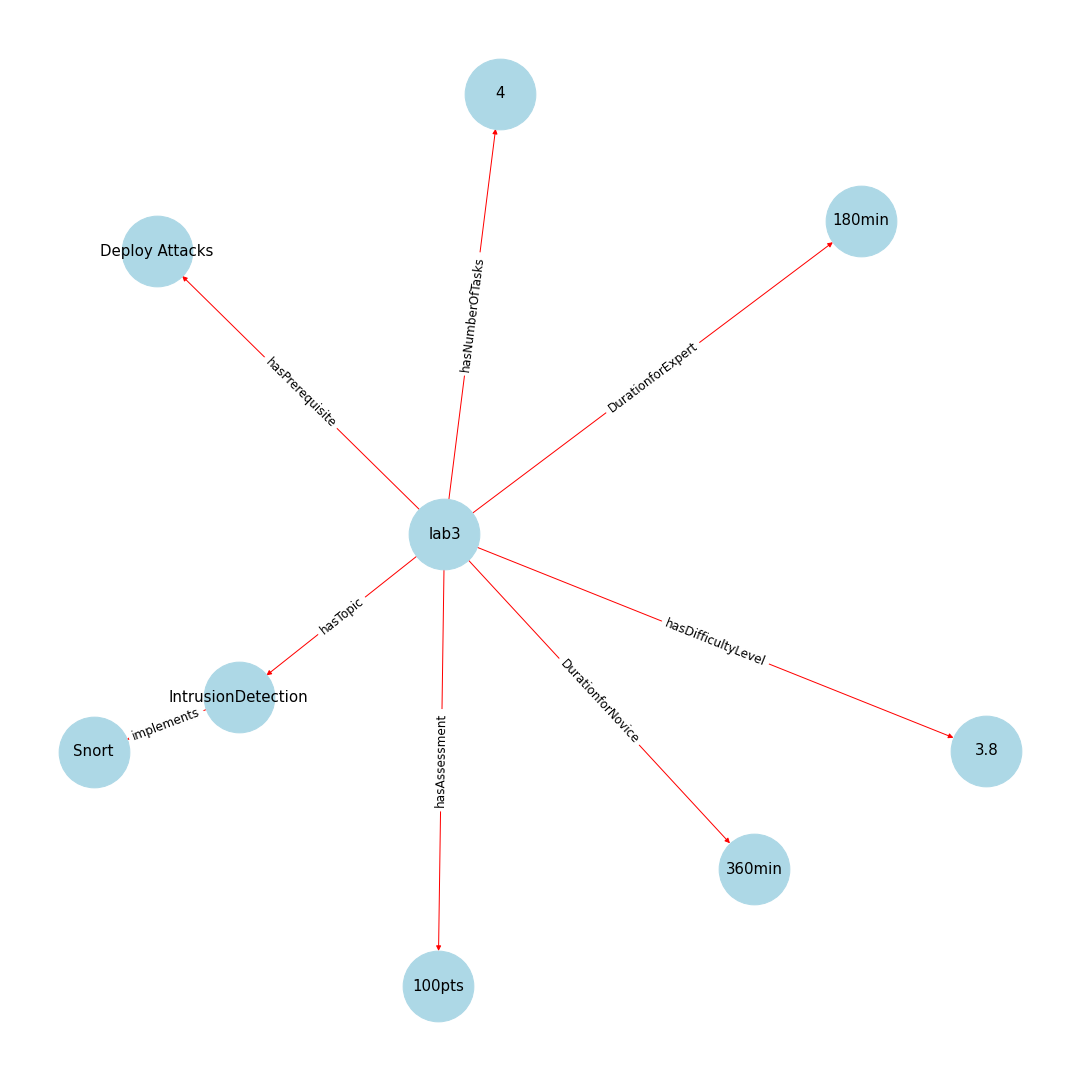 4
180min
Deploy Attacks
hasNumberOfTasks
DurationforExpert
hasPrerequisite
lab3
hasTopic
hasDifficultyLevel
IntrusionDetection
DurationforNovice
implements
Snort
hasAssessment
3.8
360min
100pts